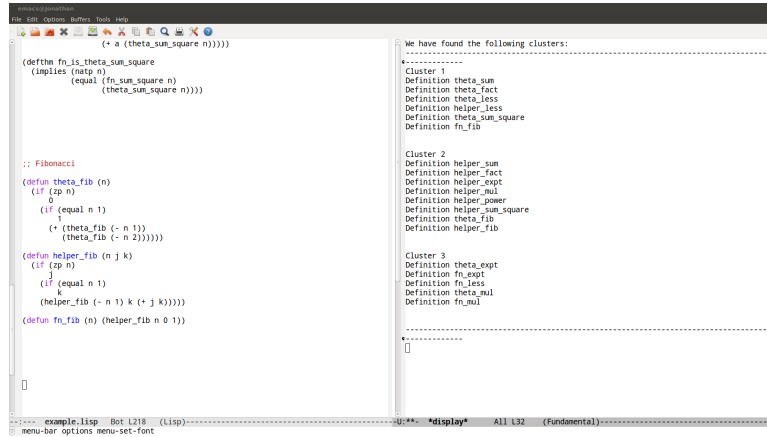 emacs@jonathon
File Edit Options Buffers Tools Help
(+ a (theta_sum_square n)))))
(defthm fn_is_theta_sum_square
(implies (natp n)
(equal (fn_sum_square n)
(theta_sum_square n))))
;; Fibonacci
(defun theta_fib (n)
(if (zp n)
0
(if (equal n 1)
1
(+ (theta_fib (- n 1))
(theta_fib (- n 2))))))
(defun helper_fib (n j k)
(if (zp n)
j
(if (equal n 1)
k
(helper_fib (- n 1) k (+ j k)))))
(defun fn_fib (n) (helper_fib n 0 1))
-:--- example.lisp Bot L218 (Lisp)
We have found the following clusters:
Cluster 1
Definition theta_sum
Definition theta_fact
Definition theta_less
Definition helper_less
Definition theta_sum_square
Definition fn_fib
Cluster 2
Definition helper_sum
Definition helper_fact
Definition helper_expt
Definition helper_mul
Definition helper_power
Definition helper_sum_square
Definition theta_fib
Definition helper_fib
Cluster 3
Definition theta_expt
Definition fn_expt
Definition fn_less
Definition theta_mul
Definition fn_mul
-U:**- *display* All L32 (Fundamental)
menu-bar options menu-set-font